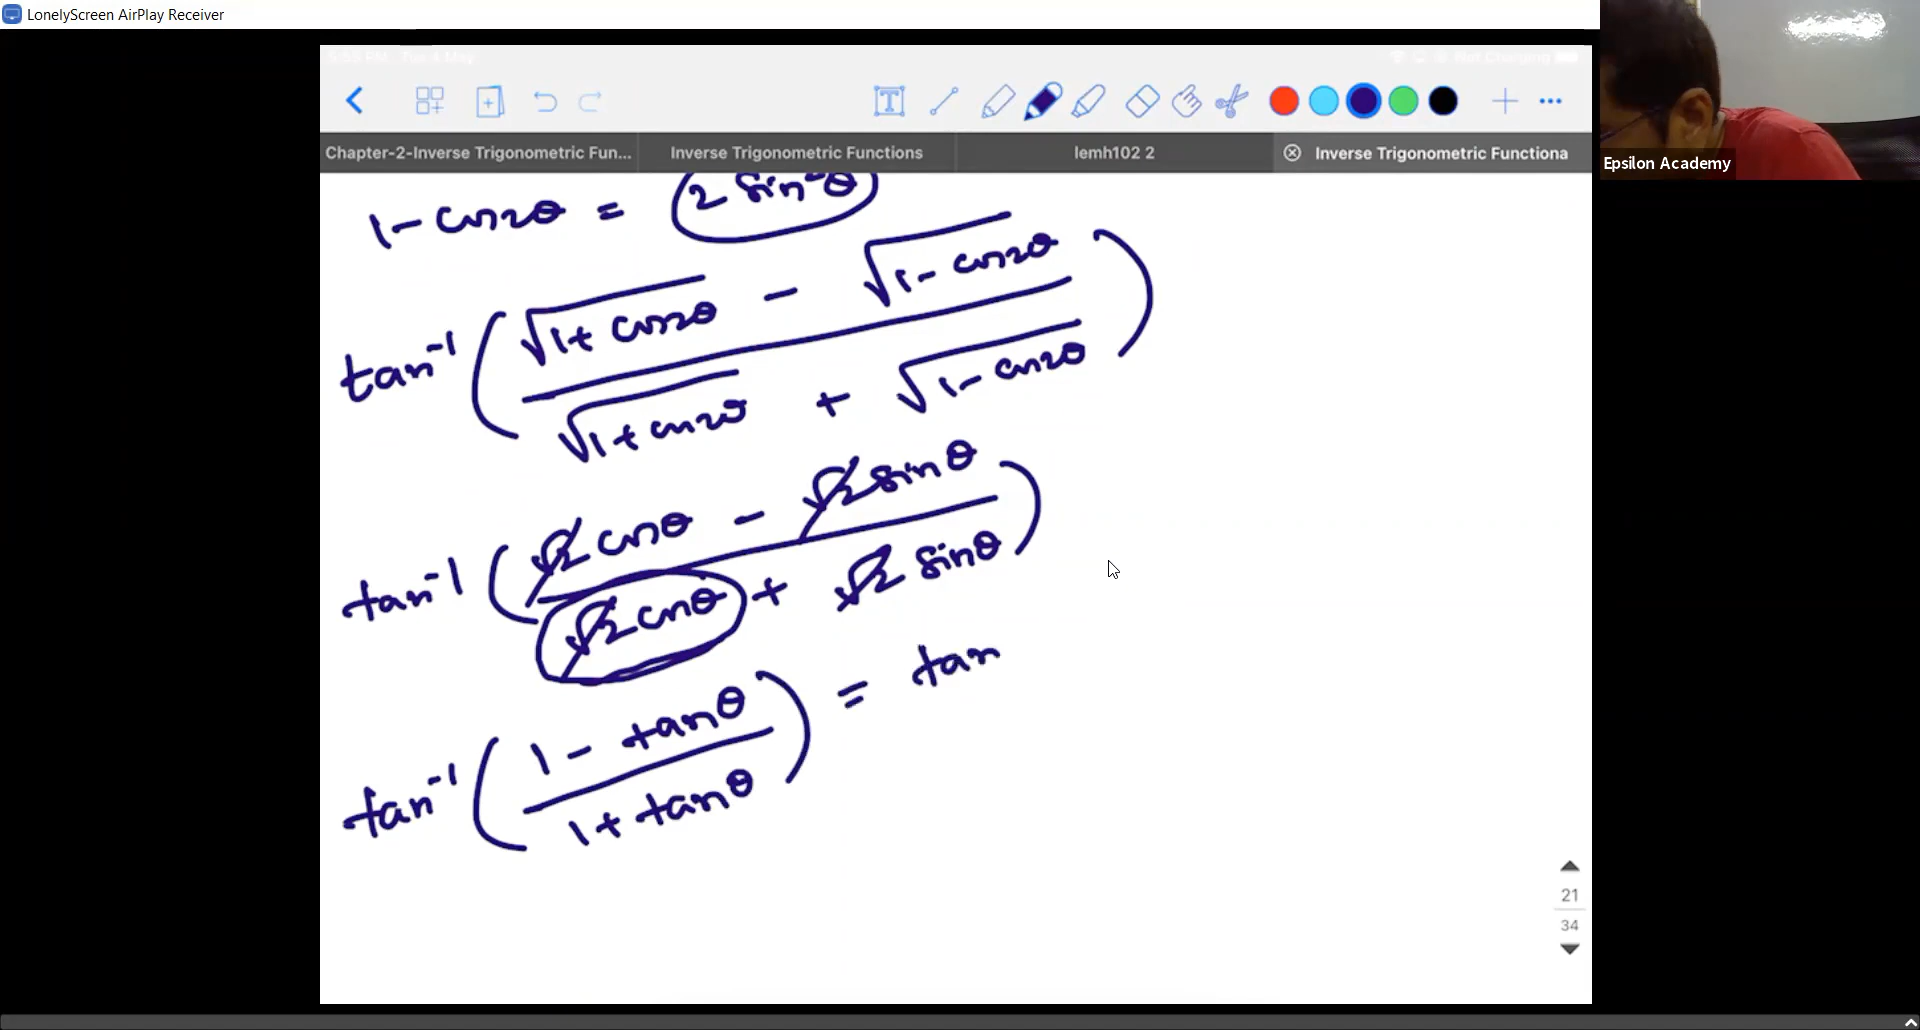 LonelyScreen AirPlay Receiver
Chapter-2-Inverse Trigonometric Fun... Inverse Trigonometric Functions lemh102 2 Inverse Trigonometric Functiona
Epsilon Academy
1 - cos2θ = 2 sin²θ
tan⁻¹ ( (√(1 + cos2θ) - √(1 - cos2θ)) / (√(1 + cos2θ) + √(1 - cos2θ)) )
tan⁻¹ ( (√2 cosθ - √2 sinθ) / (√2 cosθ + √2 sinθ) )
tan⁻¹ ( (1 - tanθ) / (1 + tanθ) ) = tan
21
34